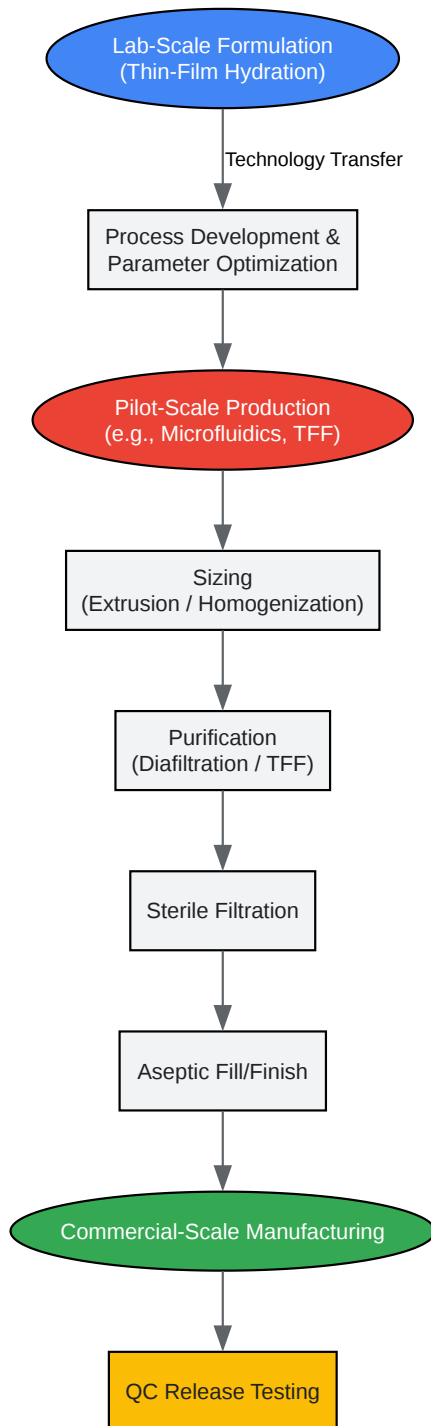 Lab-Scale Formulation
(Thin-Film Hydration)
Technology Transfer
Process Development &
Parameter Optimization
Pilot-Scale Production
(e.g., Microfluidics, TFF)
Sizing
(Extrusion / Homogenization)
Purification
(Diafiltration / TFF)
Sterile Filtration
Aseptic Fill/Finish
Commercial-Scale Manufacturing
QC Release Testing